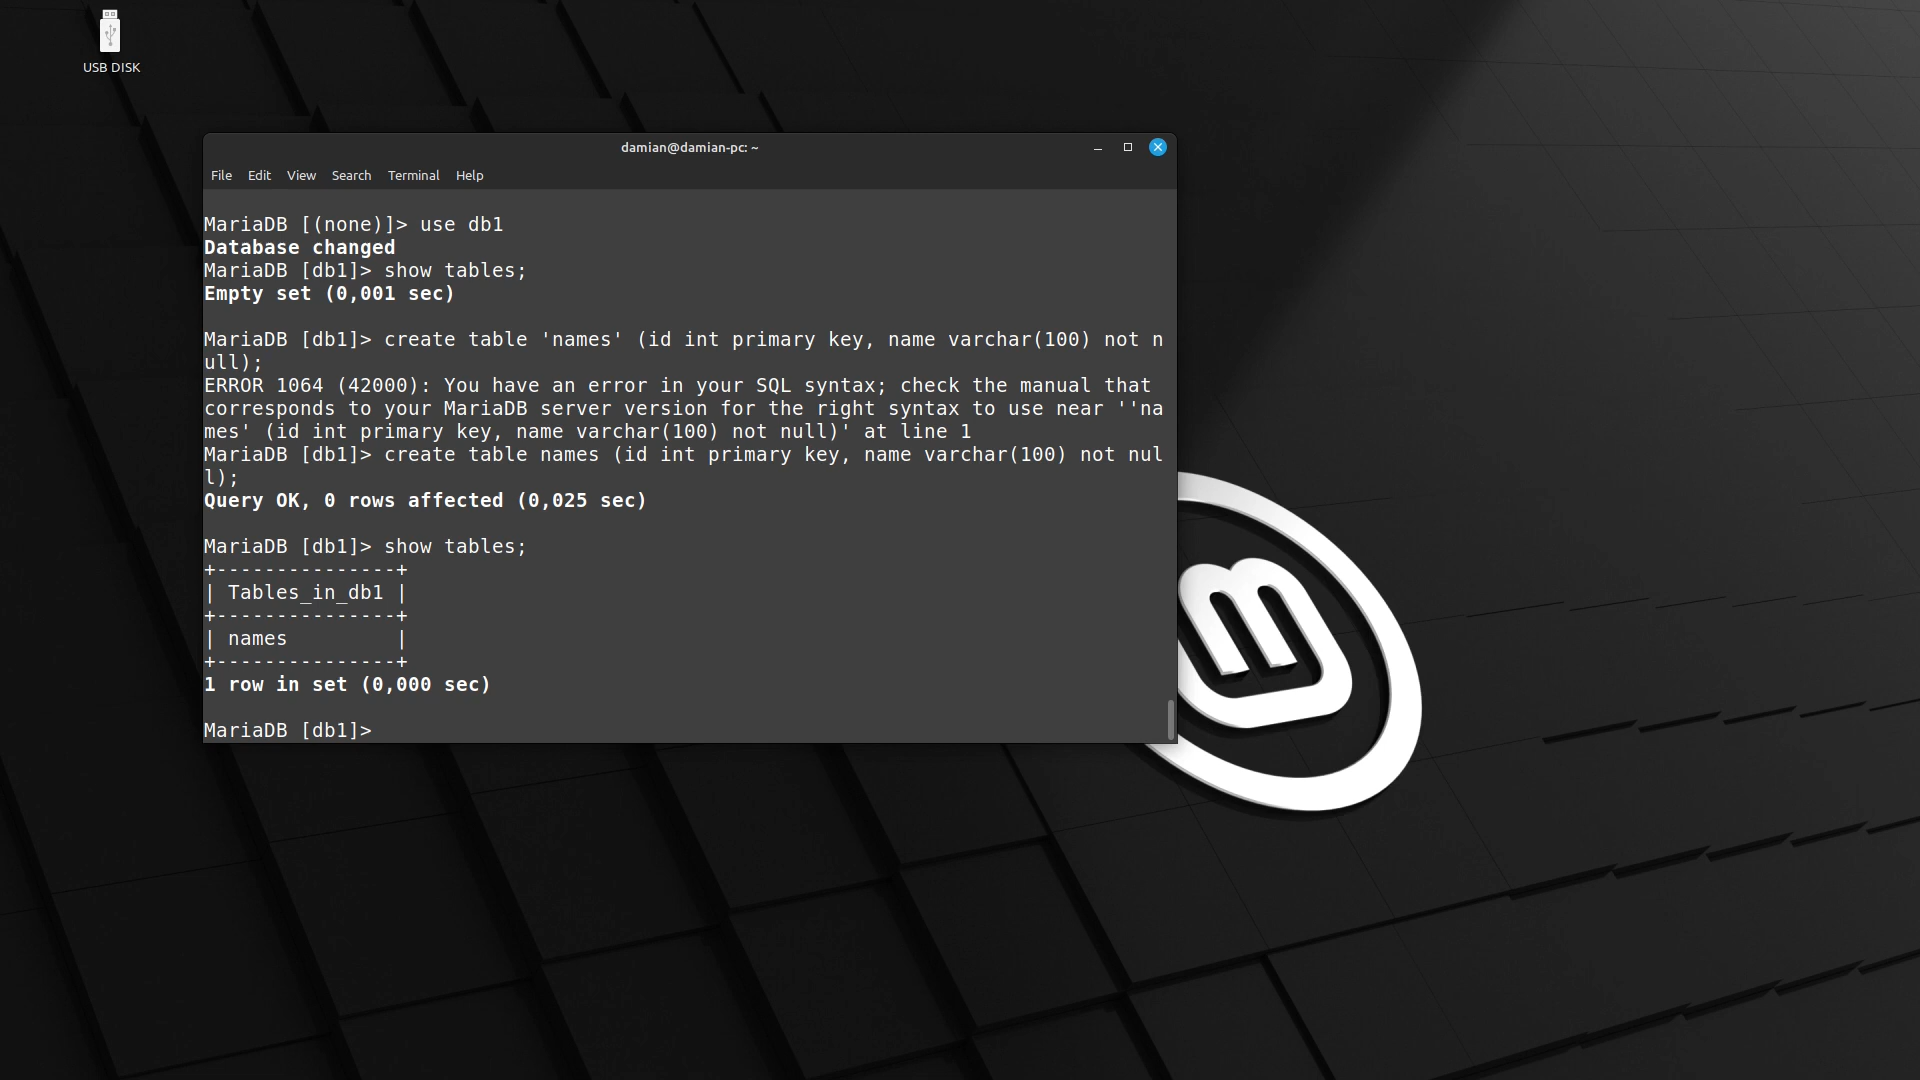 USB DISK
damian@damian-pc: ~
File Edit View Search Terminal Help
MariaDB [(none)]> use db1
Database changed
MariaDB [db1]> show tables;
Empty set (0,001 sec)
MariaDB [db1]> create table 'names' (id int primary key, name varchar(100) not n
ull);
ERROR 1064 (42000): You have an error in your SQL syntax; check the manual that
corresponds to your MariaDB server version for the right syntax to use near ''na
mes' (id int primary key, name varchar(100) not null)' at line 1
MariaDB [db1]> create table names (id int primary key, name varchar(100) not nul
l);
Query OK, 0 rows affected (0,025 sec)
MariaDB [db1]> show tables;
+---------------+
| Tables_in_db1 |
+---------------+
| names         |
+---------------+
1 row in set (0,000 sec)
MariaDB [db1]>